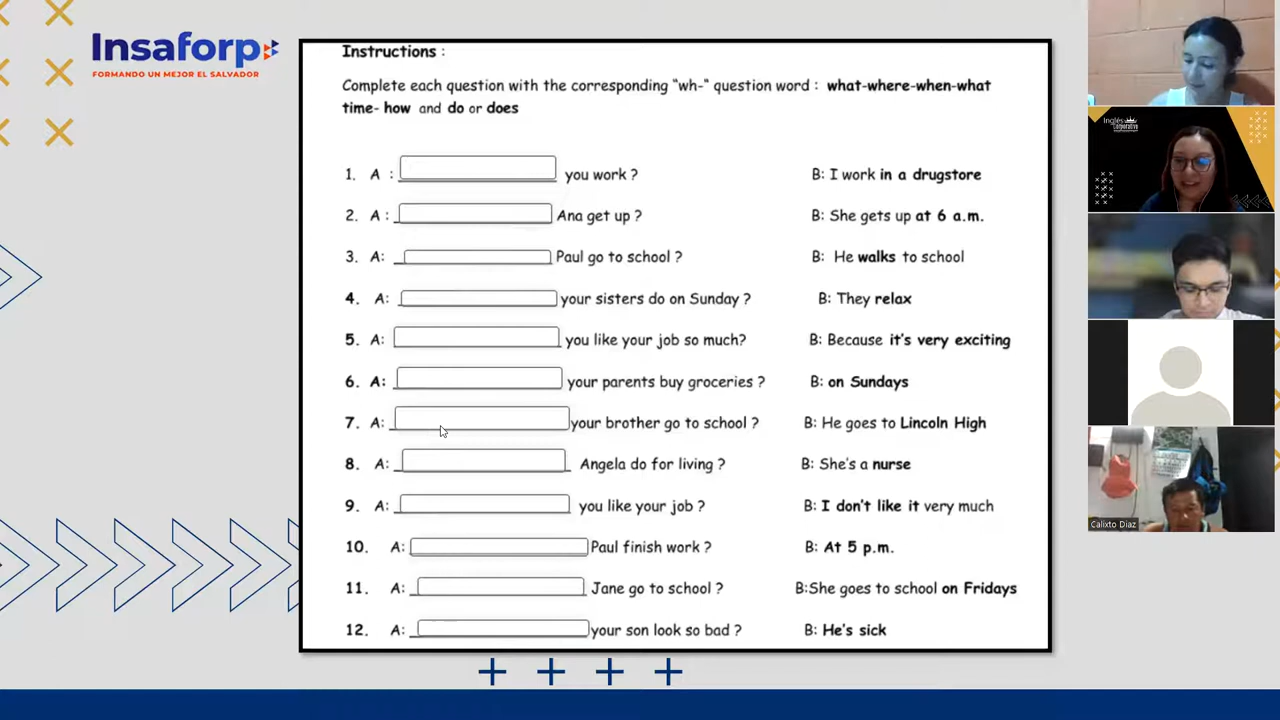 Insaforp
FORMANDO UN MEJOR EL SALVADOR
Instructions :
Complete each question with the corresponding "wh-" question word : what-where-when-what
time- how and do or does
1. A : you work ? B: I work in a drugstore
2. A : Ana get up ? B: She gets up at 6 a.m.
3. A: Paul go to school ? B: He walks to school
4. A: your sisters do on Sunday ? B: They relax
5. A: you like your job so much? B: Because it's very exciting
6. A: your parents buy groceries ? B: on Sundays
7. A: your brother go to school ? B: He goes to Lincoln High
8. A: Angela do for living ? B: She's a nurse
9. A: you like your job ? B: I don't like it very much
10. A: Paul finish work ? B: At 5 p.m.
11. A: Jane go to school ? B:She goes to school on Fridays
12. A: your son look so bad ? B: He's sick
Inglés
Corporativo
Calixto Diaz